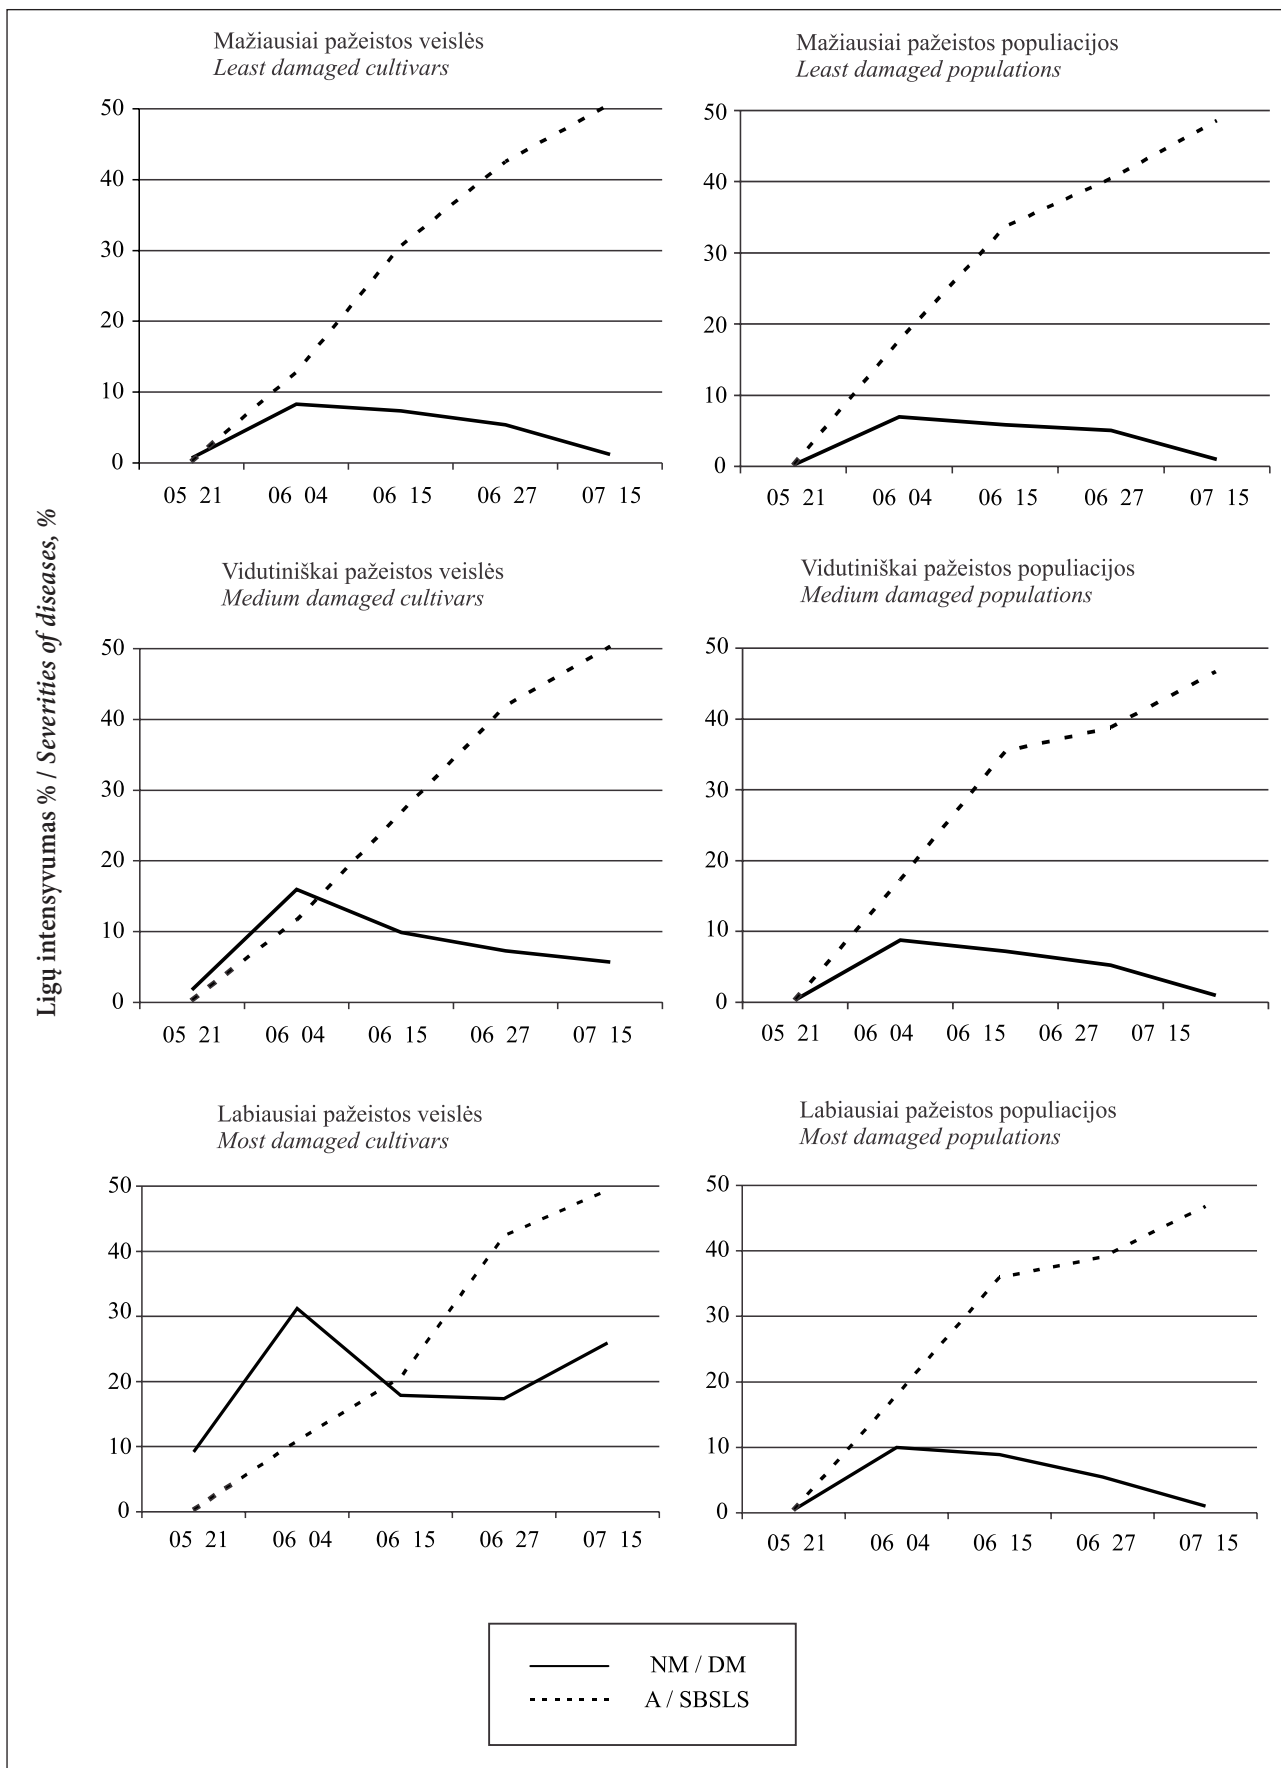 Mažiausiai pažeistos veislės
Least damaged cultivars
50
40
30
20
10
0
05 21 06 04 06 15 06 27 07 15
Mažiausiai pažeistos populiacijos
Least damaged populations
50
40
30
20
10
0
05 21 06 04 06 15 06 27 07 15
Ligų intensyvumas % / Severities of diseases, %
Vidutiniškai pažeistos veislės
Medium damaged cultivars
50
40
30
20
10
0
05 21 06 04 06 15 06 27 07 15
Vidutiniškai pažeistos populiacijos
Medium damaged populations
50
40
30
20
10
0
05 21 06 04 06 15 06 27 07 15
Labiausiai pažeistos veislės
Most damaged cultivars
50
40
30
20
10
0
05 21 06 04 06 15 06 27 07 15
Labiausiai pažeistos populiacijos
Most damaged populations
50
40
30
20
10
0
05 21 06 04 06 15 06 27 07 15
NM / DM
A / SBSLS